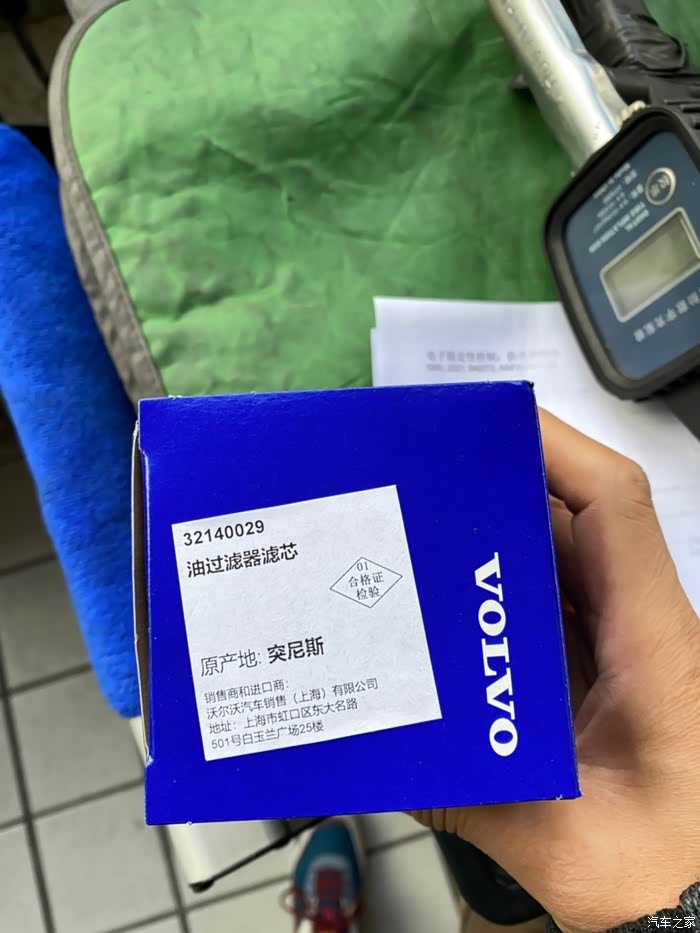 32140029
油过滤器滤芯
01
合格证
检验
原产地: 突尼斯
销售商和进口商:
沃尔沃汽车销售（上海）有限公司
地址：上海市虹口区东大名路
501号白玉兰广场25楼
VOLVO
汽车之家